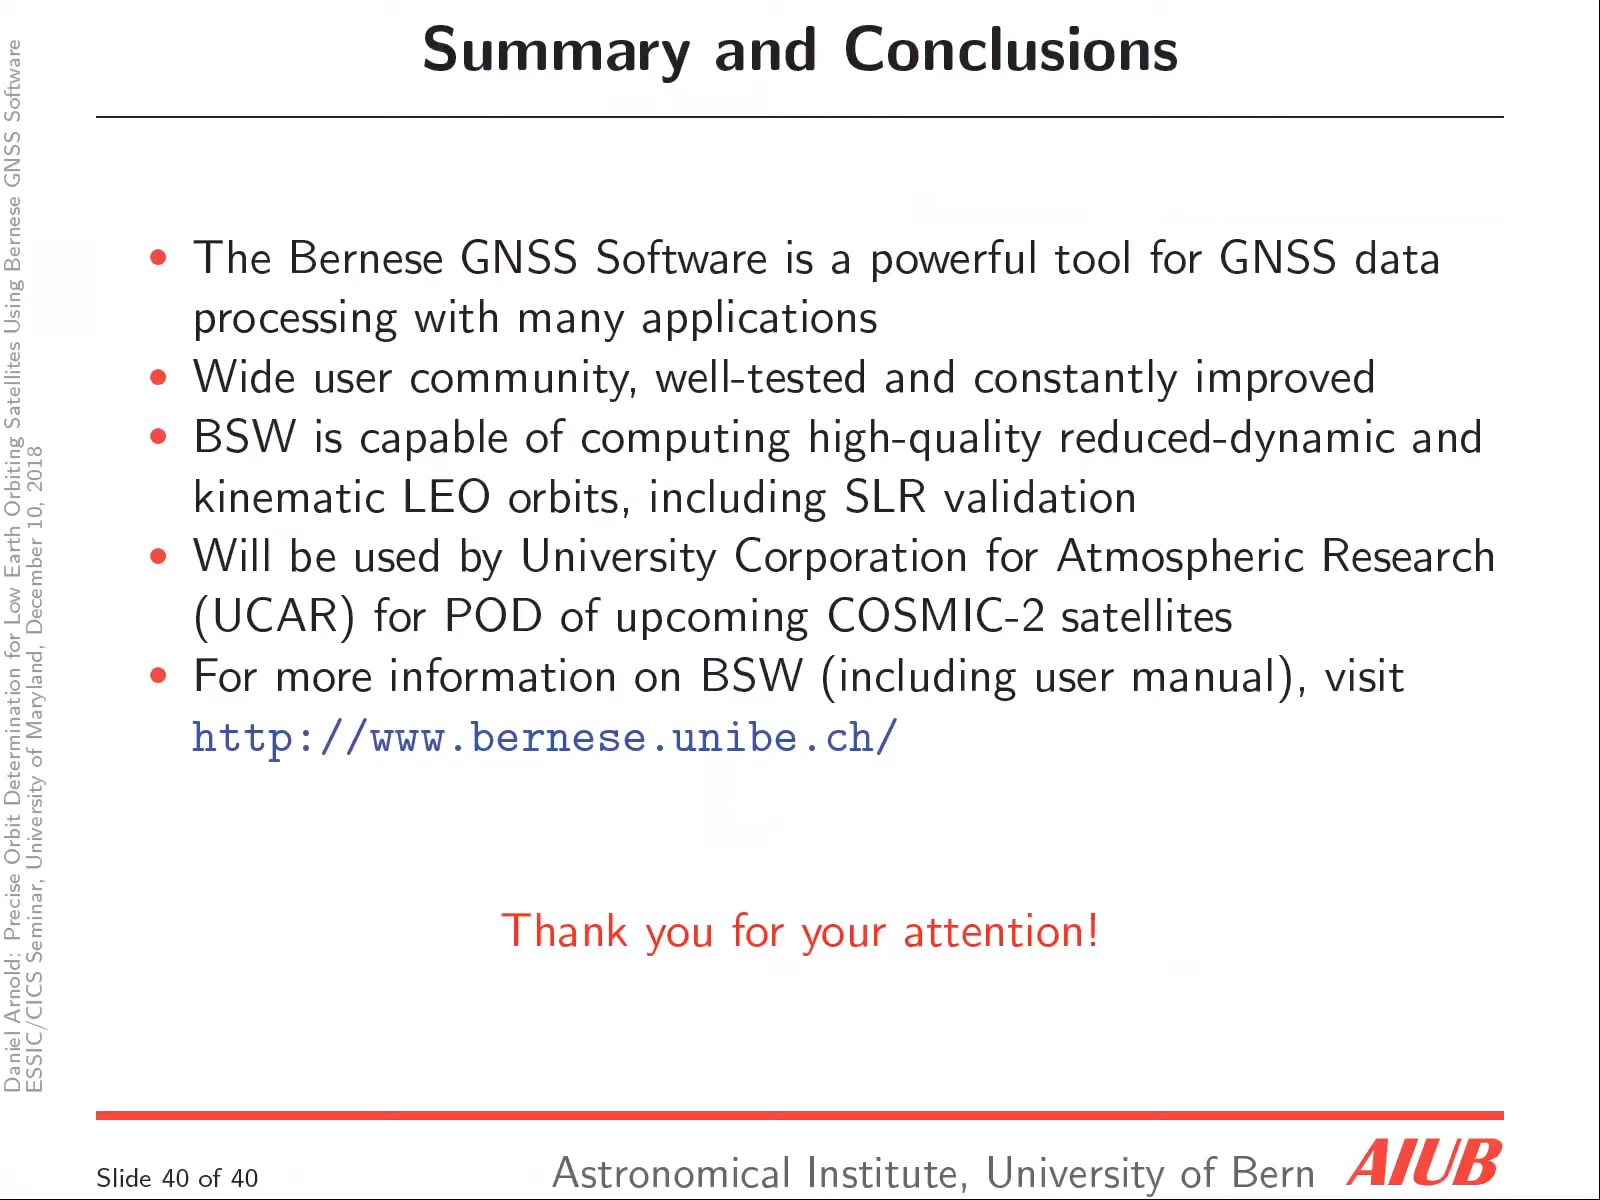 Summary and Conclusions
• The Bernese GNSS Software is a powerful tool for GNSS data
processing with many applications
• Wide user community, well-tested and constantly improved
• BSW is capable of computing high-quality reduced-dynamic and
kinematic LEO orbits, including SLR validation
• Will be used by University Corporation for Atmospheric Research
(UCAR) for POD of upcoming COSMIC-2 satellites
• For more information on BSW (including user manual), visit
http://www.bernese.unibe.ch/
Thank you for your attention!
Daniel Arnold: Precise Orbit Determination for Low Earth Orbiting Satellites Using Bernese GNSS Software
ESSIC/CICS Seminar, University of Maryland, December 10, 2018
Slide 40 of 40
Astronomical Institute, University of Bern
AIUB